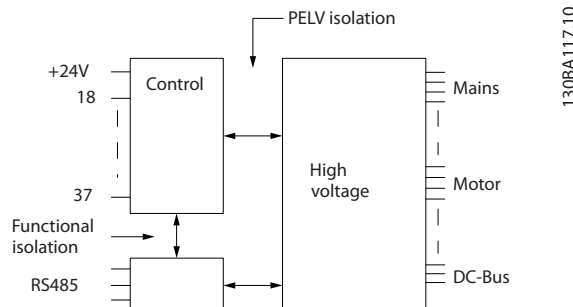 PELV isolation
130BA117.10
+24V
Control
18
Mains
High
voltage
37
Motor
Functional
isolation
RS485
DC-Bus